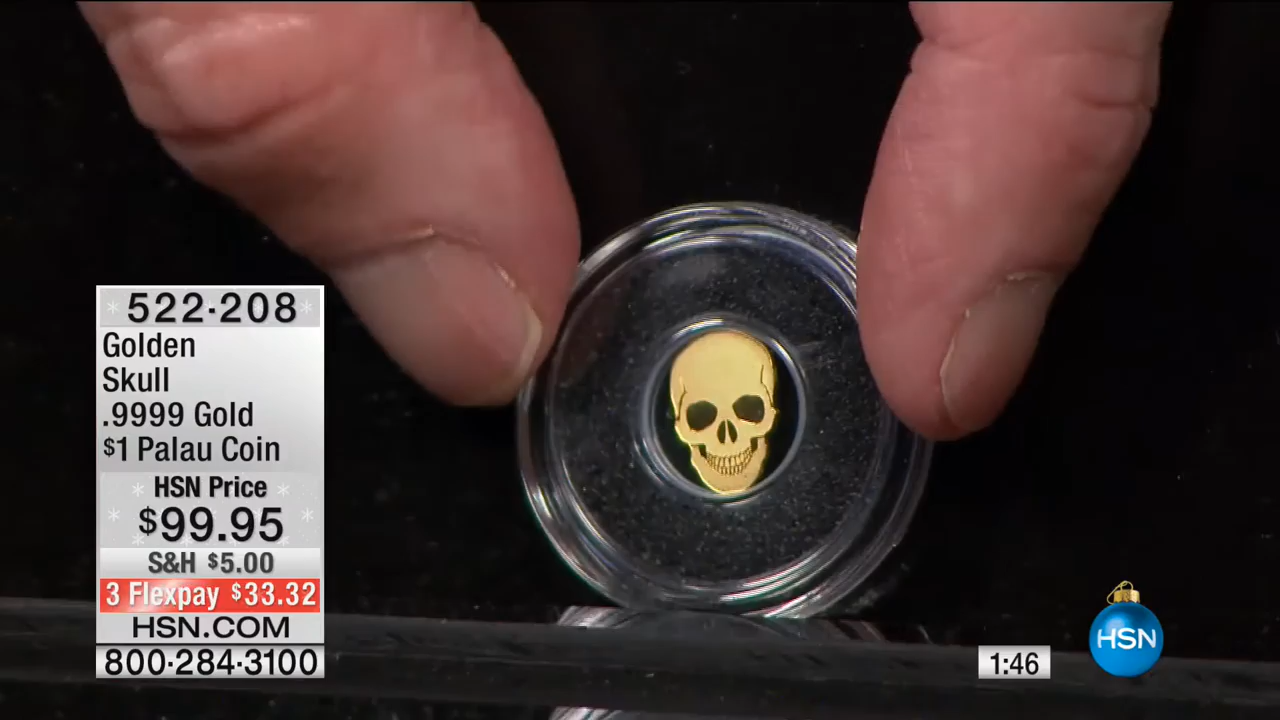 522·208
Golden
Skull
.9999 Gold
$1 Palau Coin
HSN Price
$99.95
S&H $5.00
3 Flexpay $33.32
HSN.COM
800·284·3100
1:46
HSN